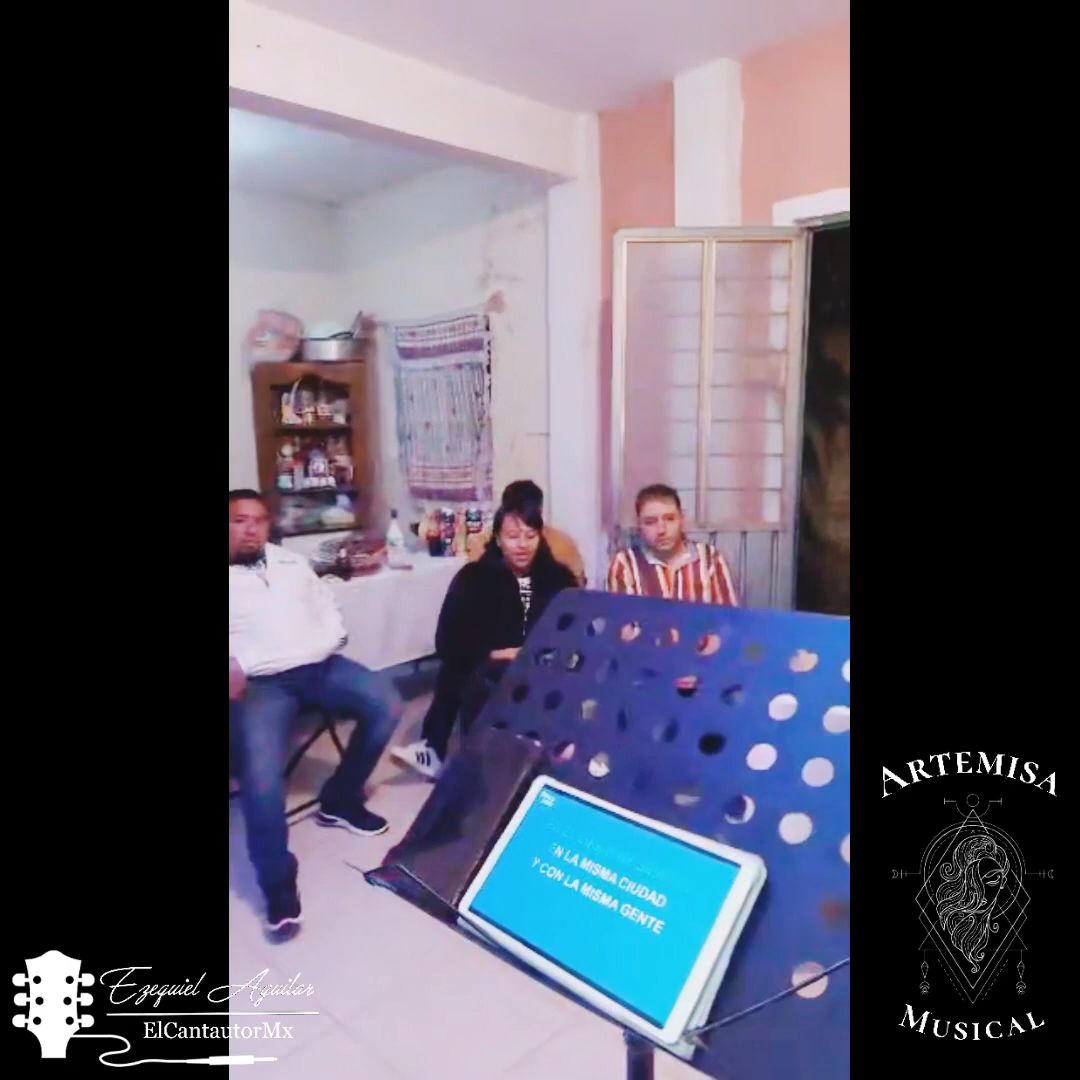 EN LA MISMA CIUDAD
Y CON LA MISMA GENTE
ARTEMISA
MUSICAL
Ezequiel Aguilar
ElCantautorMx